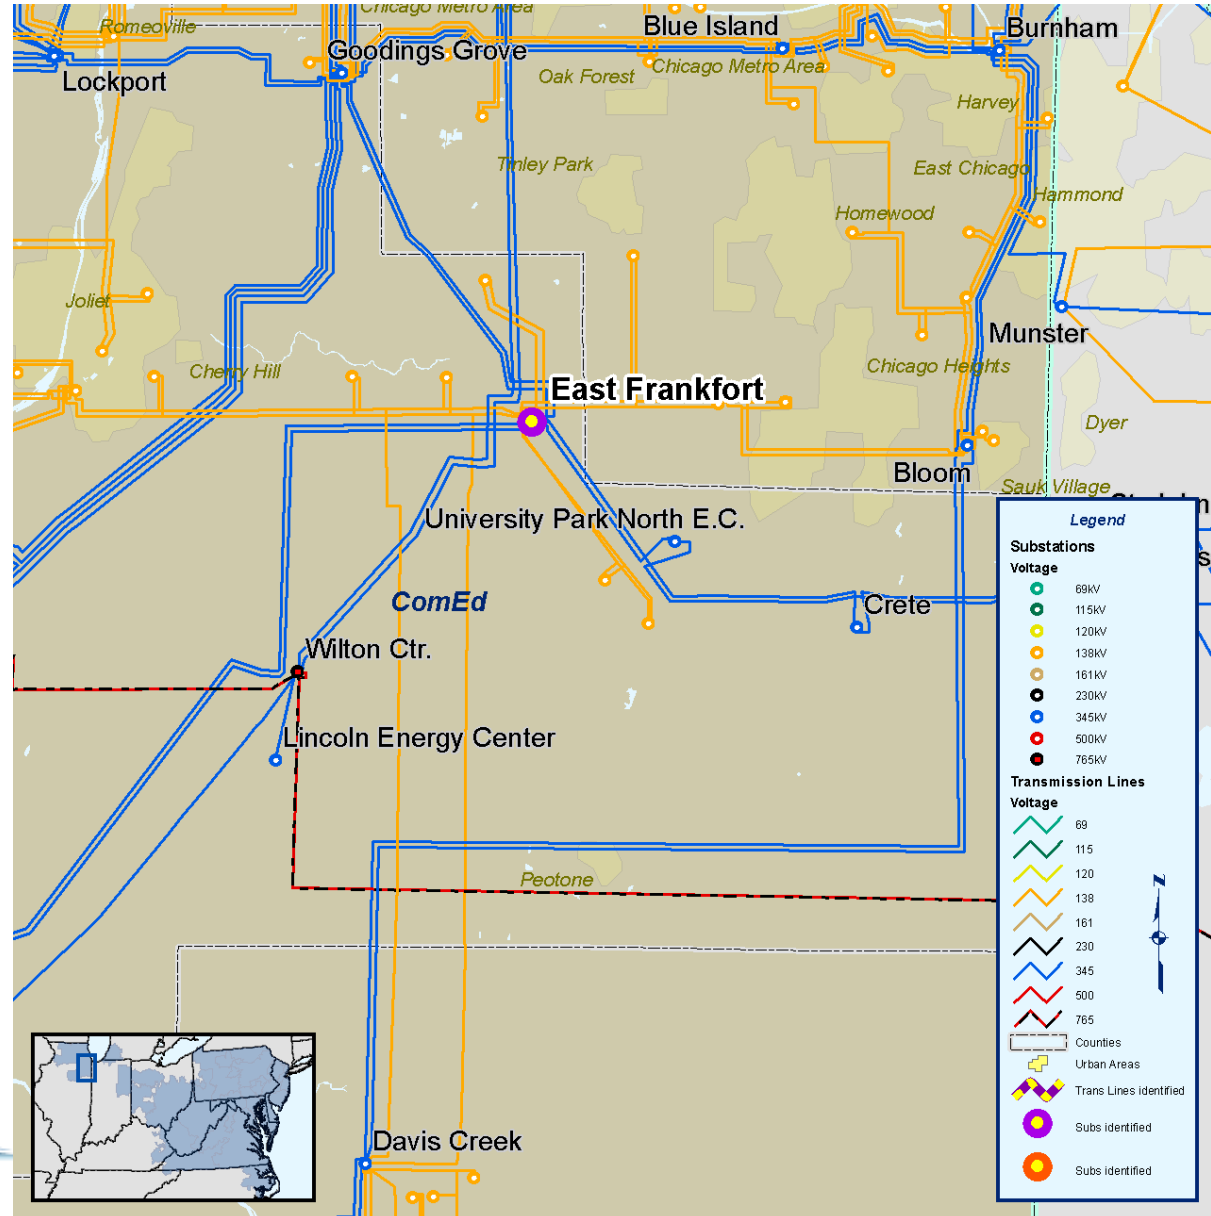 Chicago Metro Area
Romeoville
Blue Island
Burnham
Goodings Grove
Lockport
Oak Forest
Chicago Metro Area
Harvey
Tinley Park
East Chicago
Hammond
Homewood
Joliet
Munster
Cherry Hill
Chicago Heights
East Frankfort
Dyer
Bloom
Sauk Village
University Park North E.C.
ComEd
Crete
Wilton Ctr.
Lincoln Energy Center
Peotone
Davis Creek
Legend
Substations
Voltage
69kV
115kV
120kV
138kV
161kV
230kV
345kV
500kV
765kV
Transmission Lines
Voltage
69
115
120
138
161
230
345
500
765
N
Counties
Urban Areas
Trans Lines identified
Subs identified
Subs identified